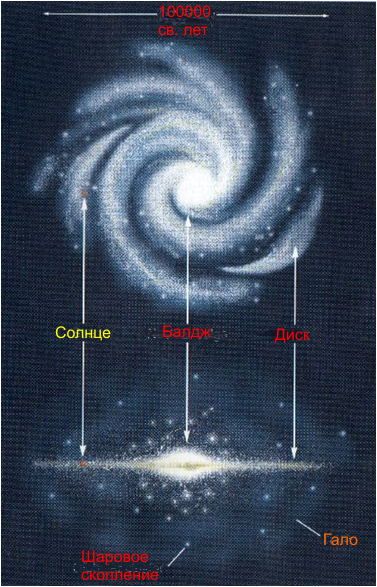 100000
св. лет
Солнце
Балдж
Диск
Гало
Шаровое
скопление